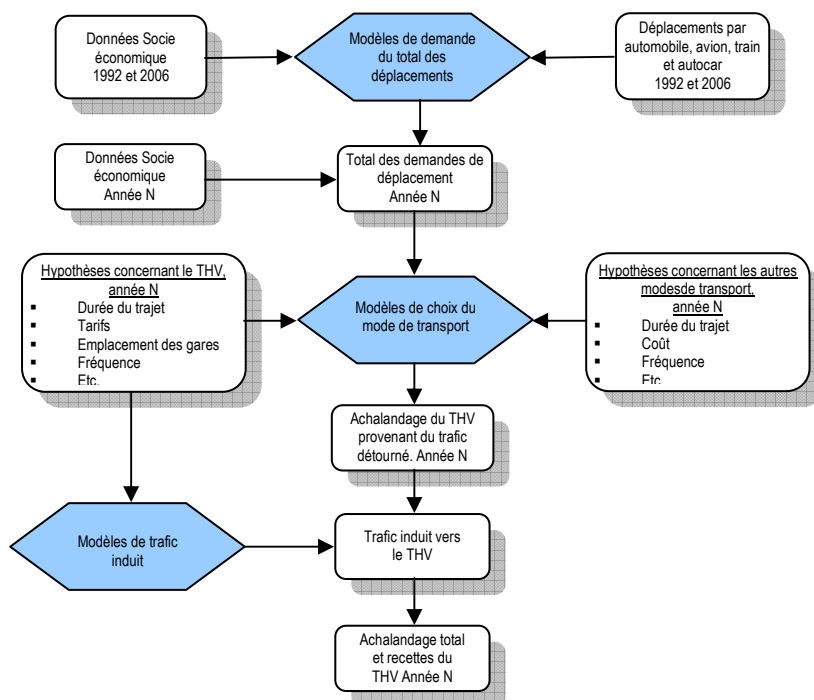 Données Socie
économique
1992 et 2006
Modèles de demande
du total des
déplacements
Déplacements par
automobile, avion, train
et autocar
1992 et 2006
Données Socie
économique
Année N
Total des demandes de
déplacement
Année N
Hypothèses concernant le THV,
année N
▪ Durée du trajet
▪ Tarifs
▪ Emplacement des gares
▪ Fréquence
▪ Etc.
Modèles de choix du
mode de transport
Hypothèses concernant les autres
modesde transport,
année N
▪ Durée du trajet
▪ Coût
▪ Fréquence
▪ Etc
Achalandage du THV
provenant du trafic
détourné. Année N
Modèles de trafic
induit
Trafic induit vers
le THV
Achalandage total
et recettes du
THV Année N